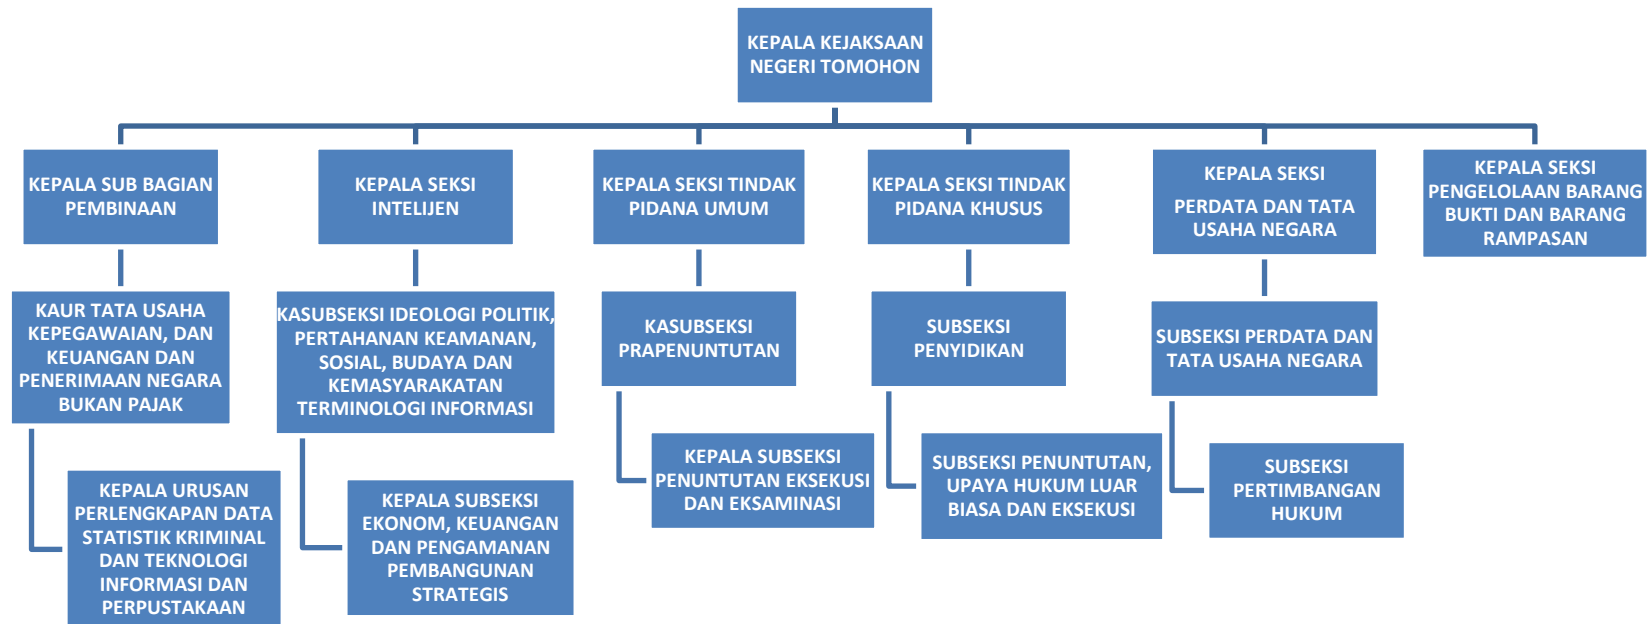 KEPALA KEJAKSAAN
NEGERI TOMOHON
KEPALA SUB BAGIAN
PEMBINAAN
KEPALA SEKSI
INTELIJEN
KEPALA SEKSI TINDAK
PIDANA UMUM
KEPALA SEKSI TINDAK
PIDANA KHUSUS
KEPALA SEKSI
PERDATA DAN TATA
USAHA NEGARA
KEPALA SEKSI
PENGELOLAAN BARANG
BUKTI DAN BARANG
RAMPASAN
KAUR TATA USAHA
KEPEGAWAIAN, DAN
KEUANGAN DAN
PENERIMAAN NEGARA
BUKAN PAJAK
KASUBSEKSI IDEOLOGI POLITIK,
PERTAHANAN KEAMANAN,
SOSIAL, BUDAYA DAN
KEMASYARAKATAN
TERMINOLOGI INFORMASI
KASUBSEKSI
PRAPENUNTUTAN
SUBSEKSI
PENYIDIKAN
SUBSEKSI PERDATA DAN
TATA USAHA NEGARA
KEPALA URUSAN
PERLENGKAPAN DATA
STATISTIK KRIMINAL
DAN TEKNOLOGI
INFORMASI DAN
PERPUSTAKAAN
KEPALA SUBSEKSI
EKONOM, KEUANGAN
DAN PENGAMANAN
PEMBANGUNAN
STRATEGIS
KEPALA SUBSEKSI
PENUNTUTAN EKSEKUSI
DAN EKSAMINASI
SUBSEKSI PENUNTUTAN,
UPAYA HUKUM LUAR
BIASA DAN EKSEKUSI
SUBSEKSI
PERTIMBANGAN
HUKUM